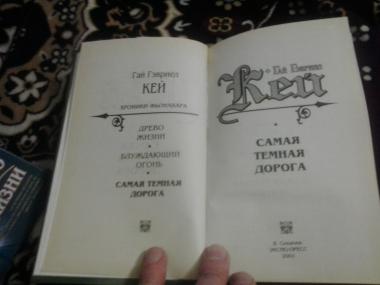 Гай Гэвриел
КЕЙ
ХРОНИКИ ФЬОНАВАРА
ДРЕВО
ЖИЗНИ
БЛУЖДАЮЩИЙ
ОГОНЬ
САМАЯ ТЕМНАЯ
ДОРОГА
Гай Гэвриел
Кей
САМАЯ
ТЕМНАЯ
ДОРОГА
ЭКСМО-ПРЕСС
2002